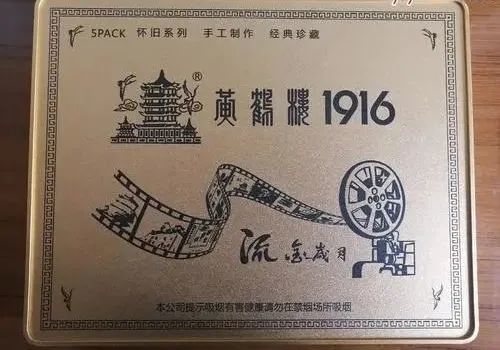 5PACK 怀旧系列 手工制作 经典珍藏
®
黄鹤楼1916
流金岁月
本公司提示吸烟有害健康请勿在禁烟场所吸烟